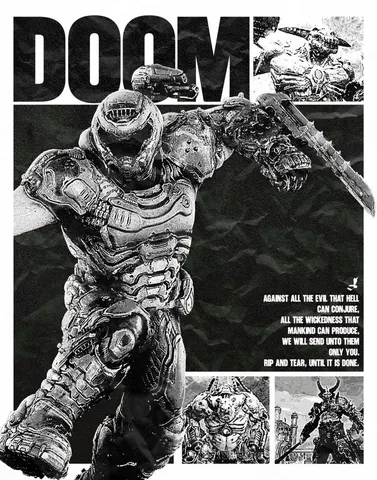 DOOM
AGAINST ALL THE EVIL THAT HELL
CAN CONJURE,
ALL THE WICKEDNESS THAT
MANKIND CAN PRODUCE,
WE WILL SEND UNTO THEM
ONLY YOU.
RIP AND TEAR, UNTIL IT IS DONE.